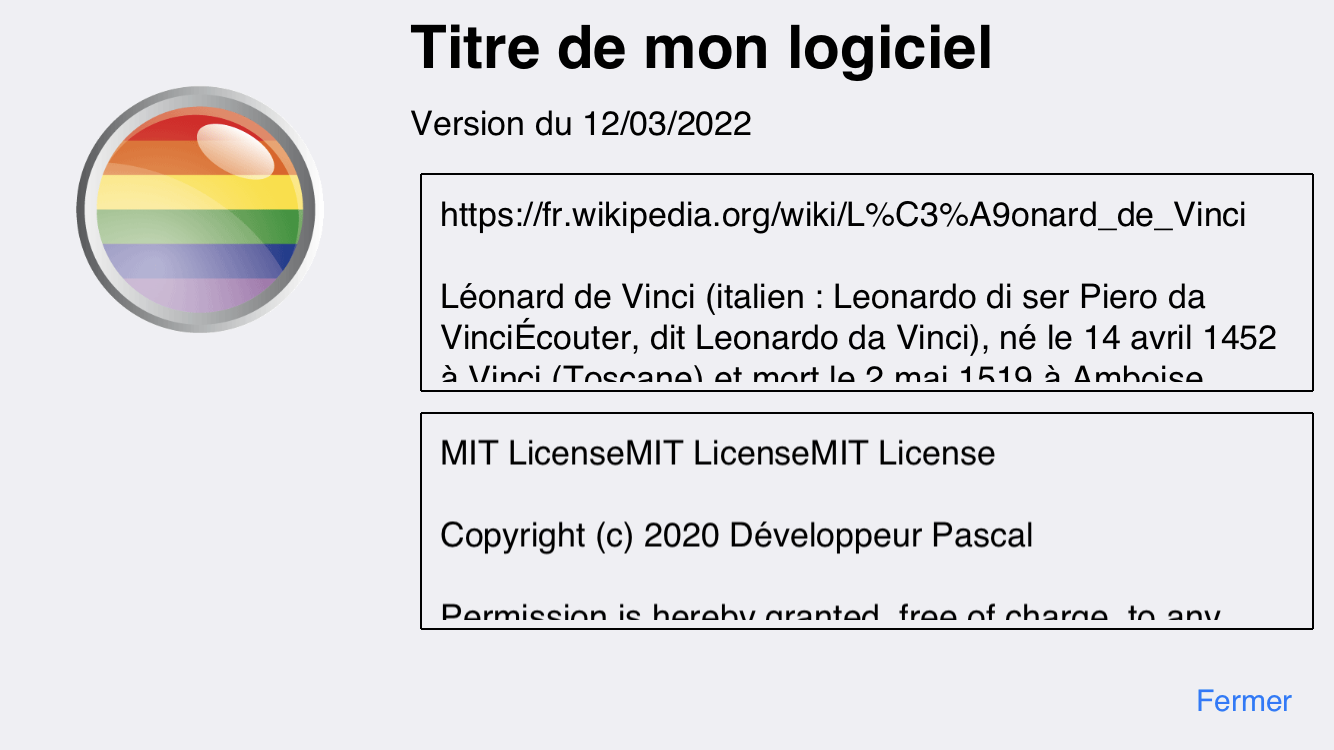 Titre de mon logiciel
Version du 12/03/2022
https://fr.wikipedia.org/wiki/L%C3%A9onard_de_Vinci
Léonard de Vinci (italien : Leonardo di ser Piero da
VinciÉcouter, dit Leonardo da Vinci), né le 14 avril 1452
à Vinci (Toscane) et mort le 2 mai 1519 à Amboise
MIT LicenseMIT LicenseMIT License
Copyright (c) 2020 Développeur Pascal
Permission is hereby granted, free of charge, to any
Fermer